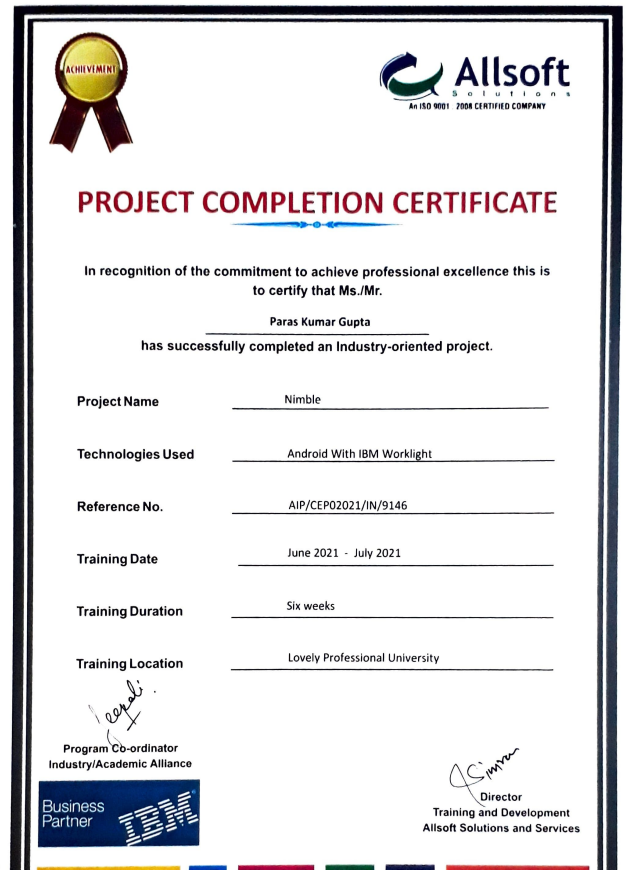 ACHIEVEMENT
Allsoft
Solutions
An ISO 9001 2008 CERTIFIED COMPANY
PROJECT COMPLETION CERTIFICATE
In recognition of the commitment to achieve professional excellence this is
to certify that Ms./Mr.
Paras Kumar Gupta
has successfully completed an Industry-oriented project.
Project Name Nimble
Technologies Used Android With IBM Worklight
Reference No. AIP/CEP02021/IN/9146
Training Date June 2021 - July 2021
Training Duration Six weeks
Training Location Lovely Professional University
Program Co-ordinator
Industry/Academic Alliance
Business
Partner
IBM
Simran
Director
Training and Development
Allsoft Solutions and Services